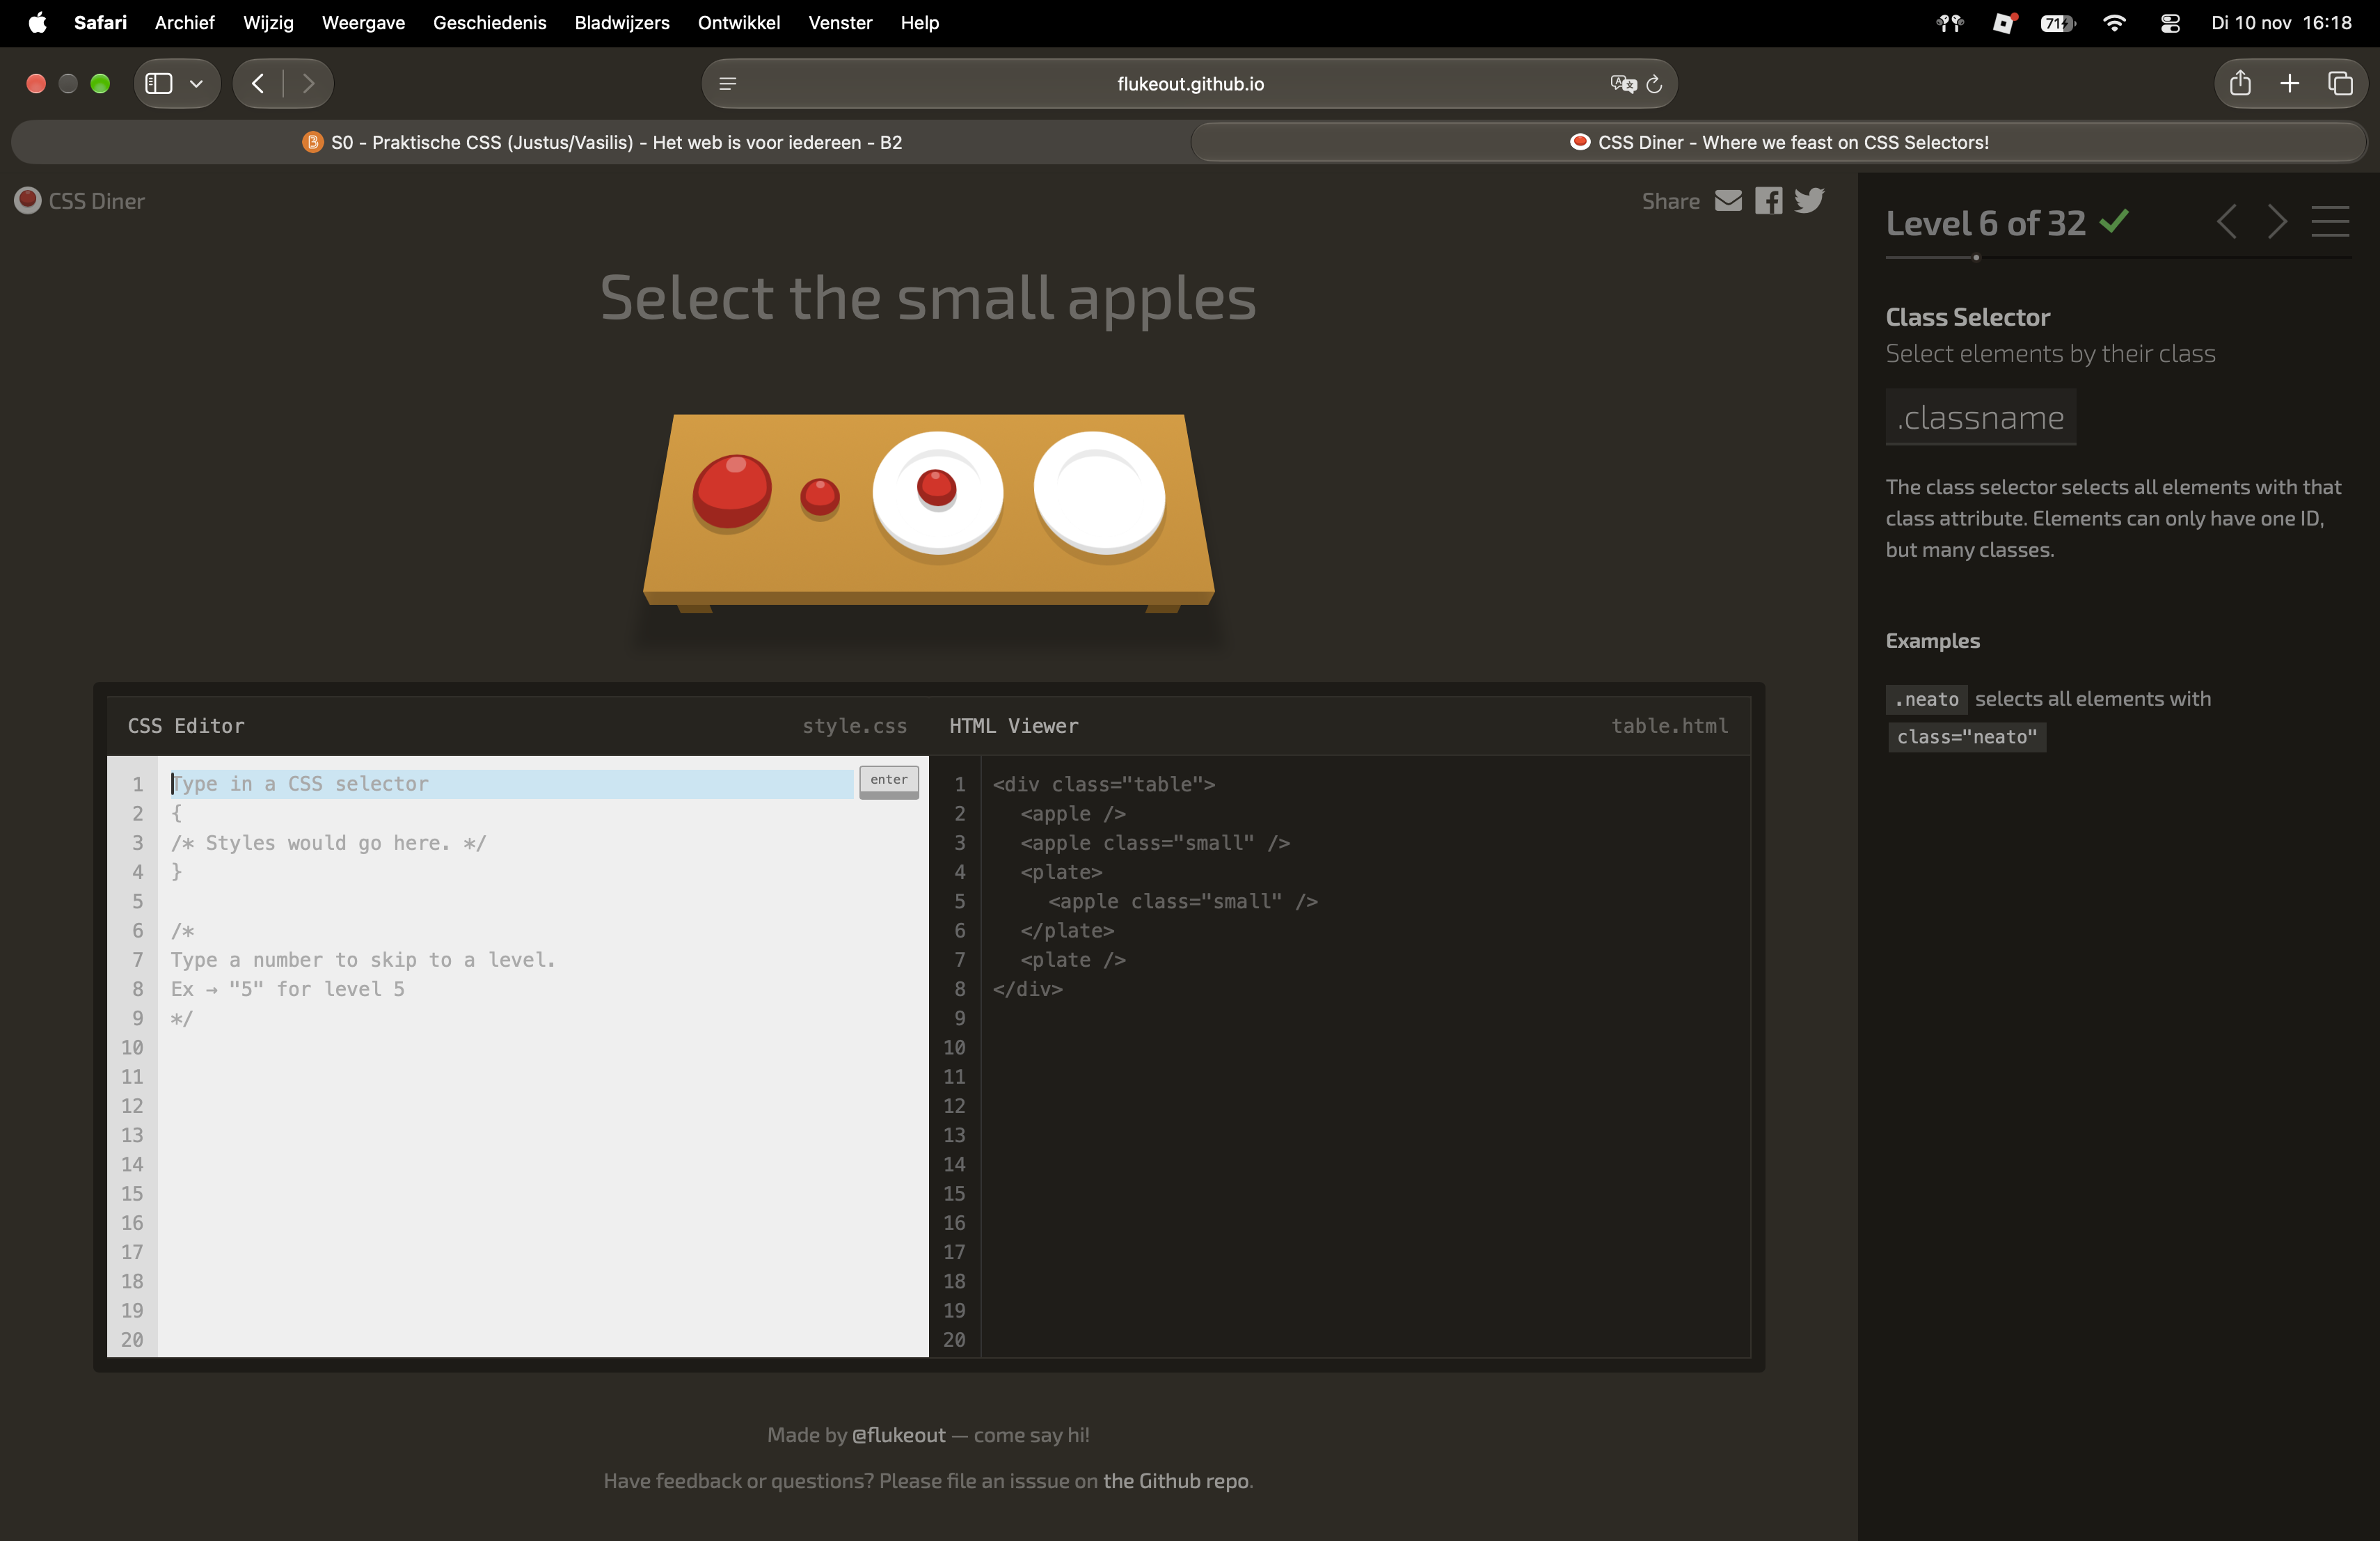 Safari Archief Wijzig Weergave Geschiedenis Bladwijzers Ontwikkel Venster Help 71 Di 10 nov 16:18
flukeout.github.io
S0 - Praktische CSS (Justus/Vasilis) - Het web is voor iedereen - B2
CSS Diner - Where we feast on CSS Selectors!
CSS Diner
Share
Select the small apples
CSS Editor style.css
1 Type in a CSS selector enter
2 {
3 /* Styles would go here. */
4 }
5
6 /*
7 Type a number to skip to a level.
8 Ex → "5" for level 5
9 */
10
11
12
13
14
15
16
17
18
19
20
HTML Viewer table.html
1 <div class="table">
2 <apple />
3 <apple class="small" />
4 <plate>
5 <apple class="small" />
6 </plate>
7 <plate />
8 </div>
9
10
11
12
13
14
15
16
17
18
19
20
Made by @flukeout — come say hi!
Have feedback or questions? Please file an isssue on the Github repo.
Level 6 of 32
Class Selector
Select elements by their class
.classname
The class selector selects all elements with that
class attribute. Elements can only have one ID,
but many classes.
Examples
.neato selects all elements with
class="neato"